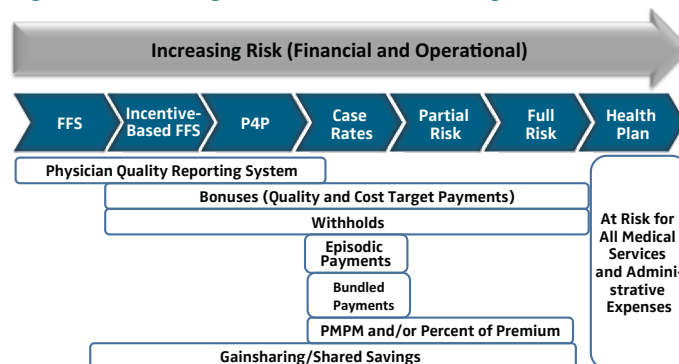 Increasing Risk (Financial and Operational)
FFS
Incentive-
Based FFS
P4P
Case
Rates
Partial
Risk
Full
Risk
Health
Plan
Physician Quality Reporting System
Bonuses (Quality and Cost Target Payments)
Withholds
Episodic
Payments
Bundled
Payments
PMPM and/or Percent of Premium
Gainsharing/Shared Savings
At Risk for
All Medical
Services
and Admini-
strative
Expenses